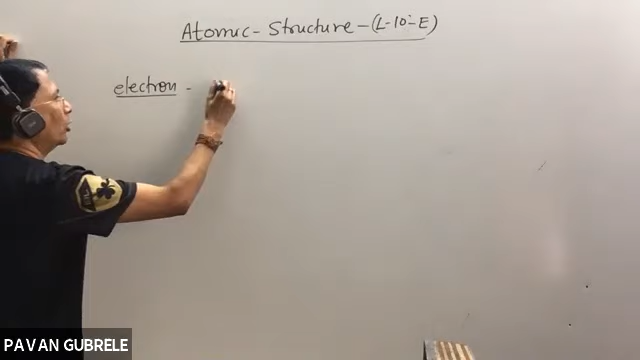 Atomic - Structure - (L-10-E)
electron -
PAVAN GUBRELE